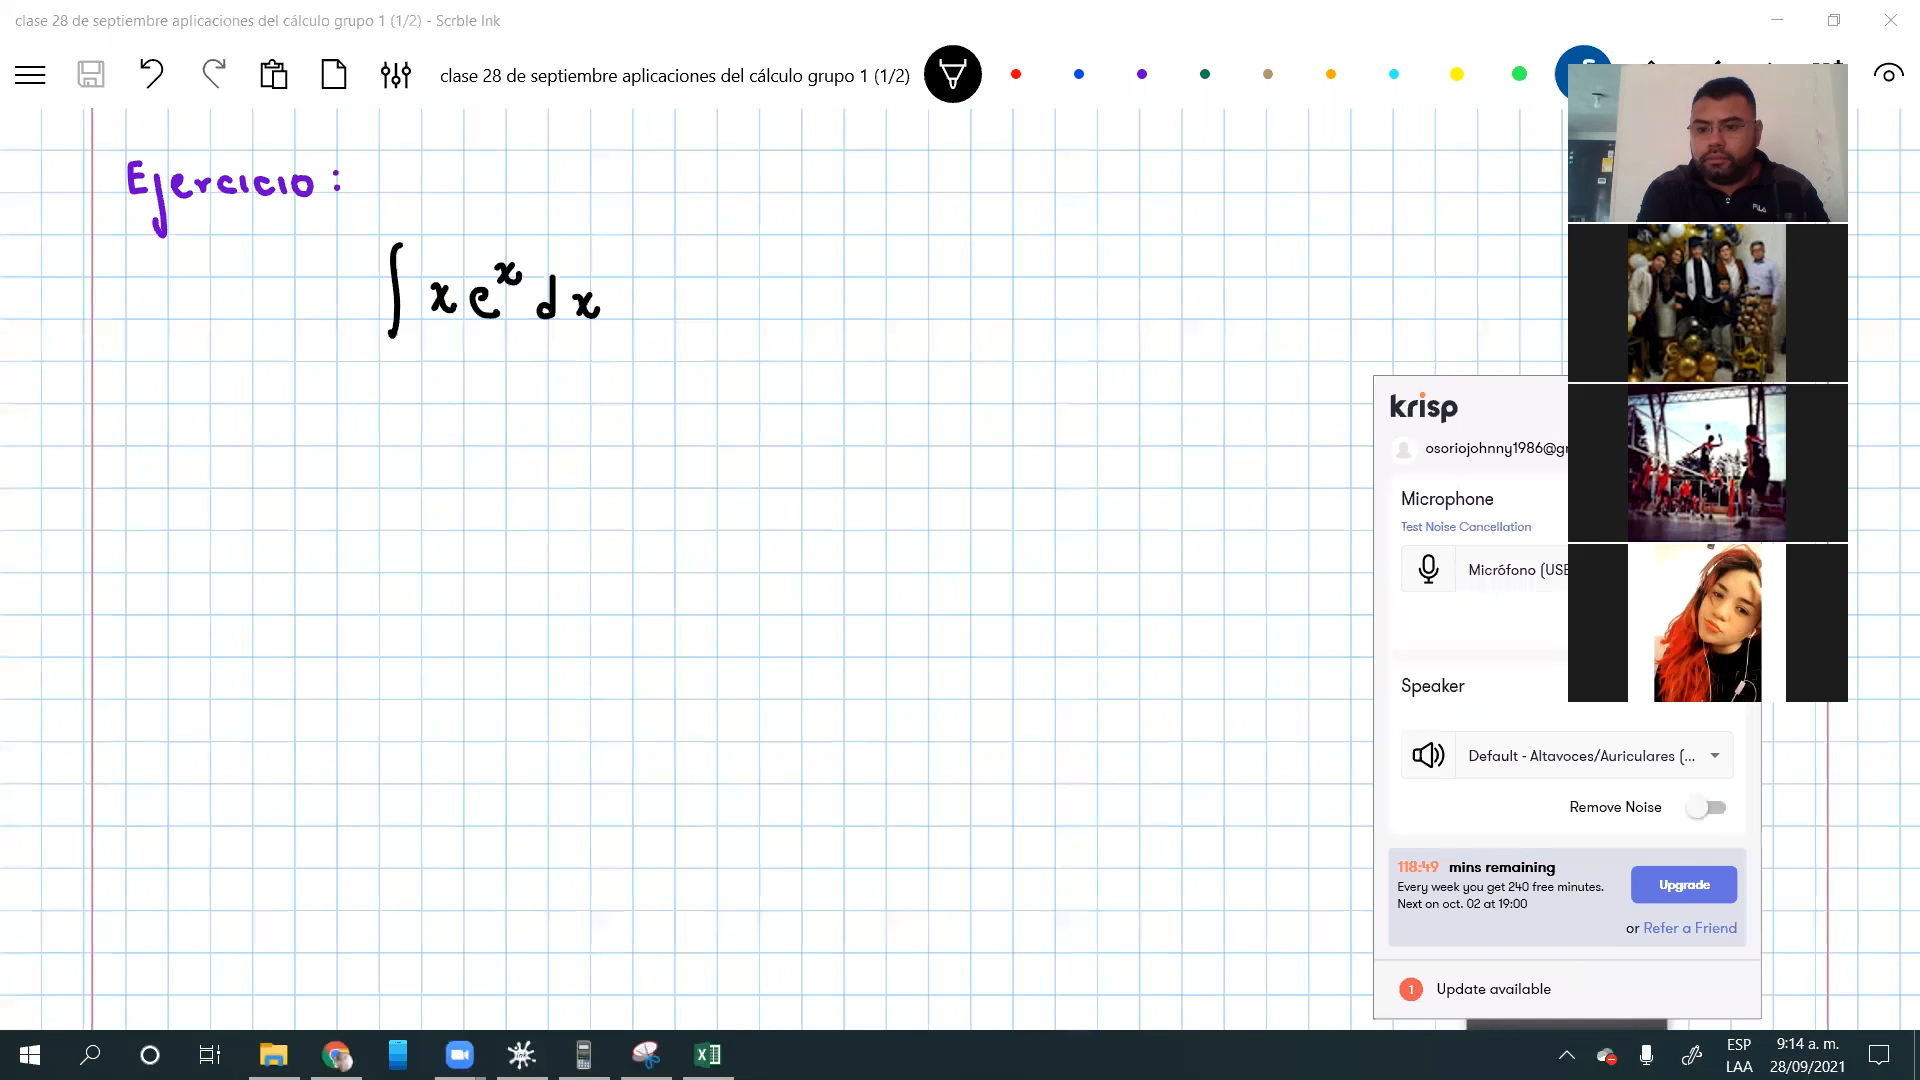 clase 28 de septiembre aplicaciones del cálculo grupo 1 (1/2) - Scrble Ink
clase 28 de septiembre aplicaciones del cálculo grupo 1 (1/2)
Ejercicio:
∫ x e^x dx
FILA
krisp
osoriojohnny1986@g
Microphone
Test Noise Cancellation
Micrófono (USB
Speaker
Default - Altavoces/Auriculares (...
Remove Noise
118:49 mins remaining
Every week you get 240 free minutes.
Next on oct. 02 at 19:00
Upgrade
or Refer a Friend
1 Update available
ESP
LAA
9:14 a. m.
28/09/2021